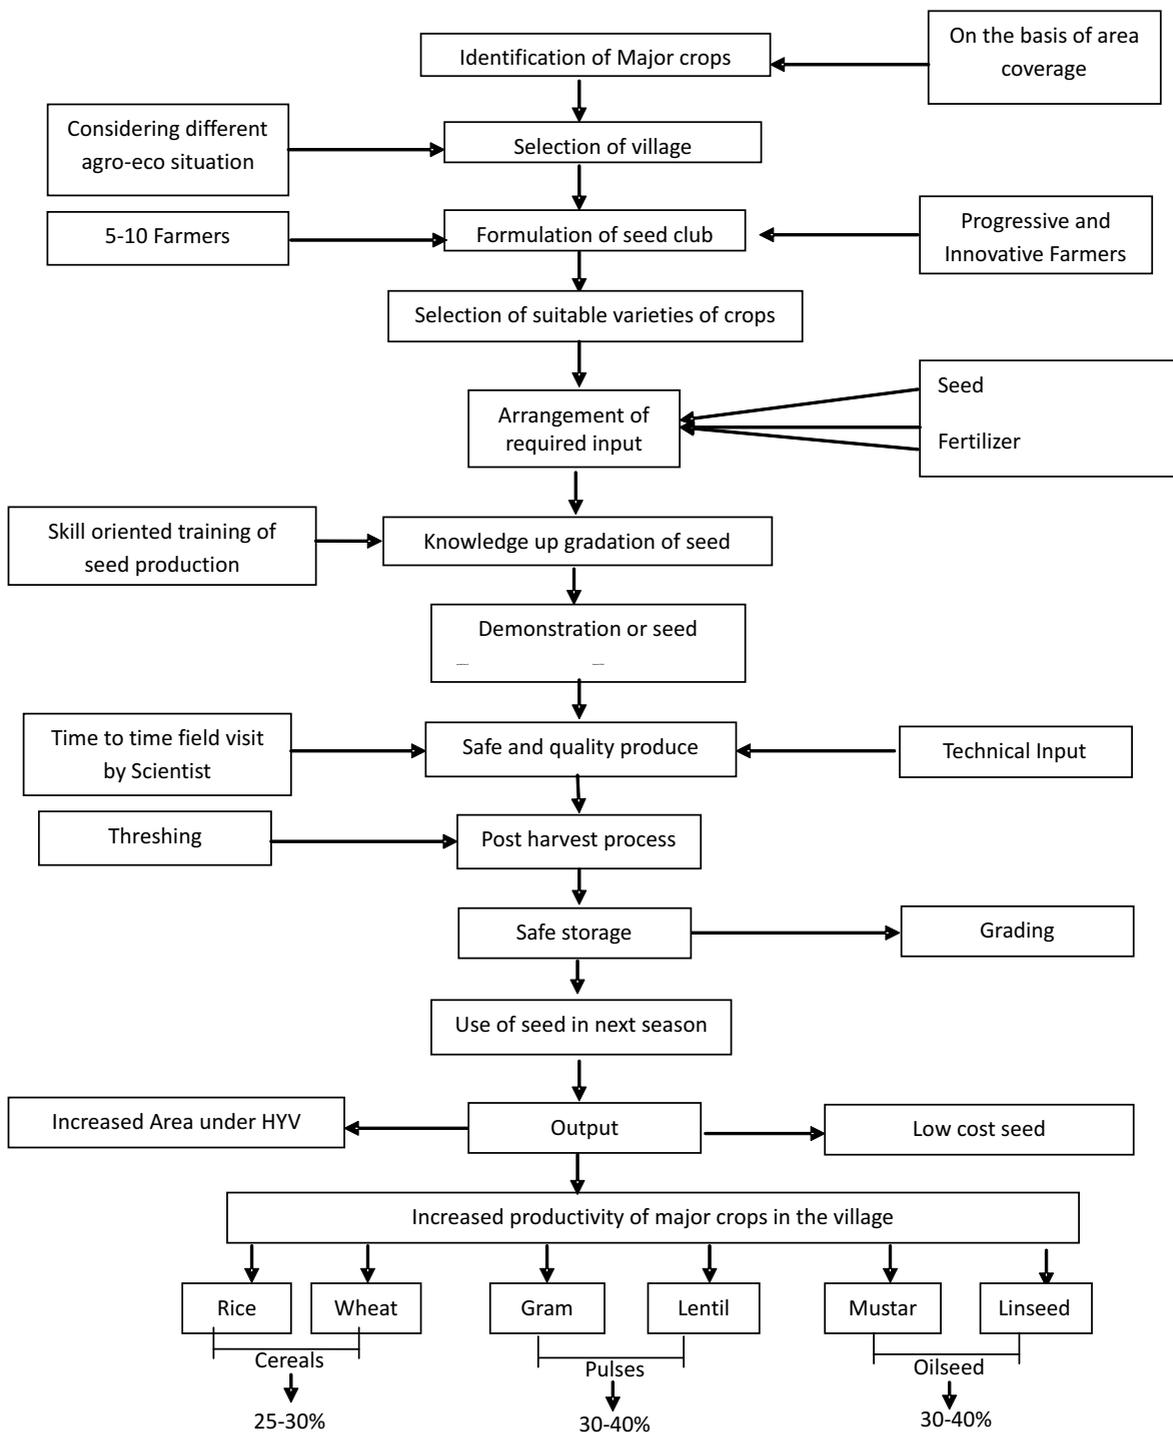 Identification of Major crops
On the basis of area
coverage
Considering different
agro-eco situation
Selection of village
5-10 Farmers
Formulation of seed club
Progressive and
Innovative Farmers
Selection of suitable varieties of crops
Arrangement of
required input
Seed
Fertilizer
Skill oriented training of
seed production
Knowledge up gradation of seed
Demonstration or seed
Time to time field visit
by Scientist
Safe and quality produce
Technical Input
Threshing
Post harvest process
Safe storage
Grading
Use of seed in next season
Increased Area under HYV
Output
Low cost seed
Increased productivity of major crops in the village
Rice
Wheat
Gram
Lentil
Mustar
Linseed
Cereals
Pulses
Oilseed
25-30%
30-40%
30-40%